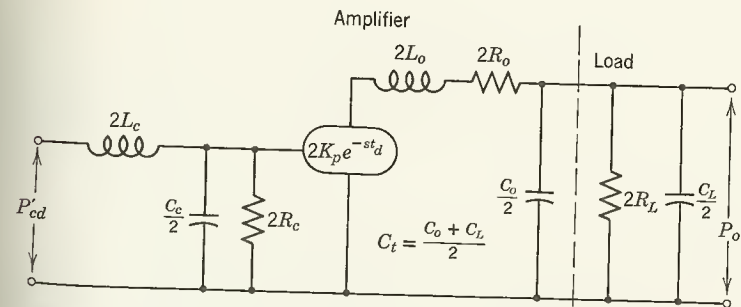 Amplifier
2L_o
2R_o
Load
2L_c
2K_p e^{-st_d}
P'_{cd}
C_c/2
2R_c
C_o/2
2R_L
C_L/2
P_o
C_t = (C_o + C_L)/2